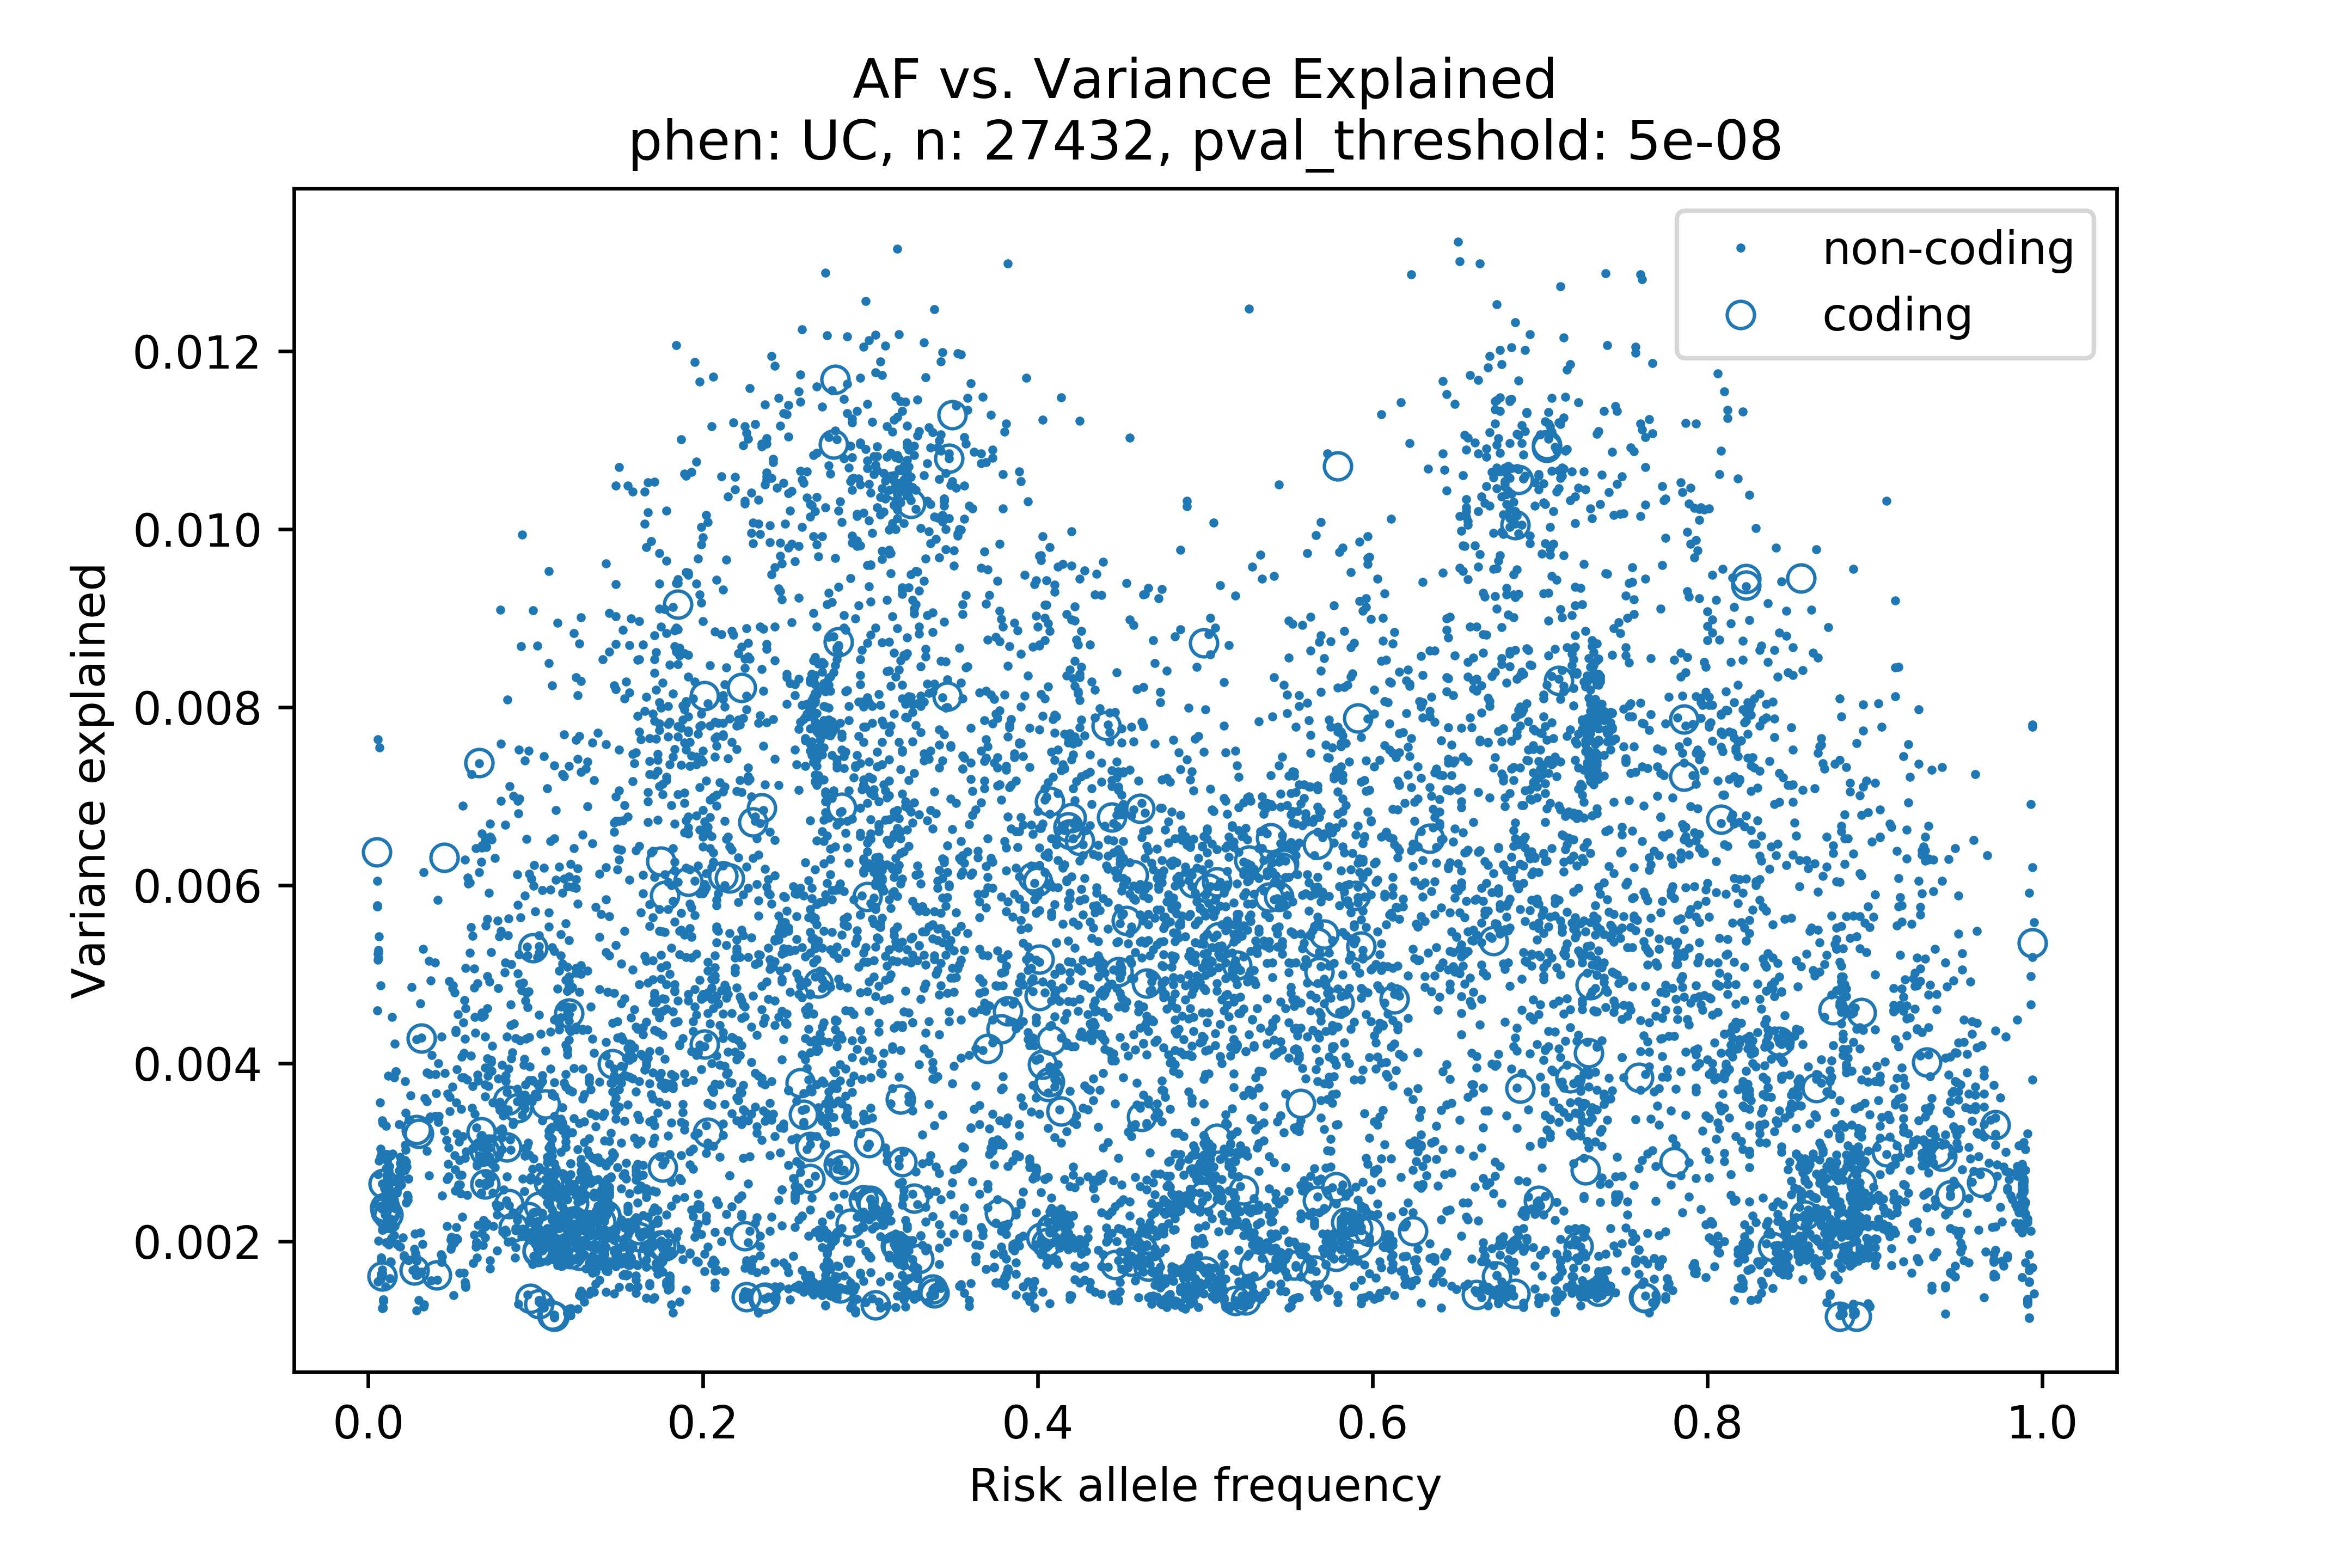 AF vs. Variance Explained
phen: UC, n: 27432, pval_threshold: 5e-08
non-coding
coding
Variance explained
0.012
0.010
0.008
0.006
0.004
0.002
0.0 0.2 0.4 0.6 0.8 1.0
Risk allele frequency